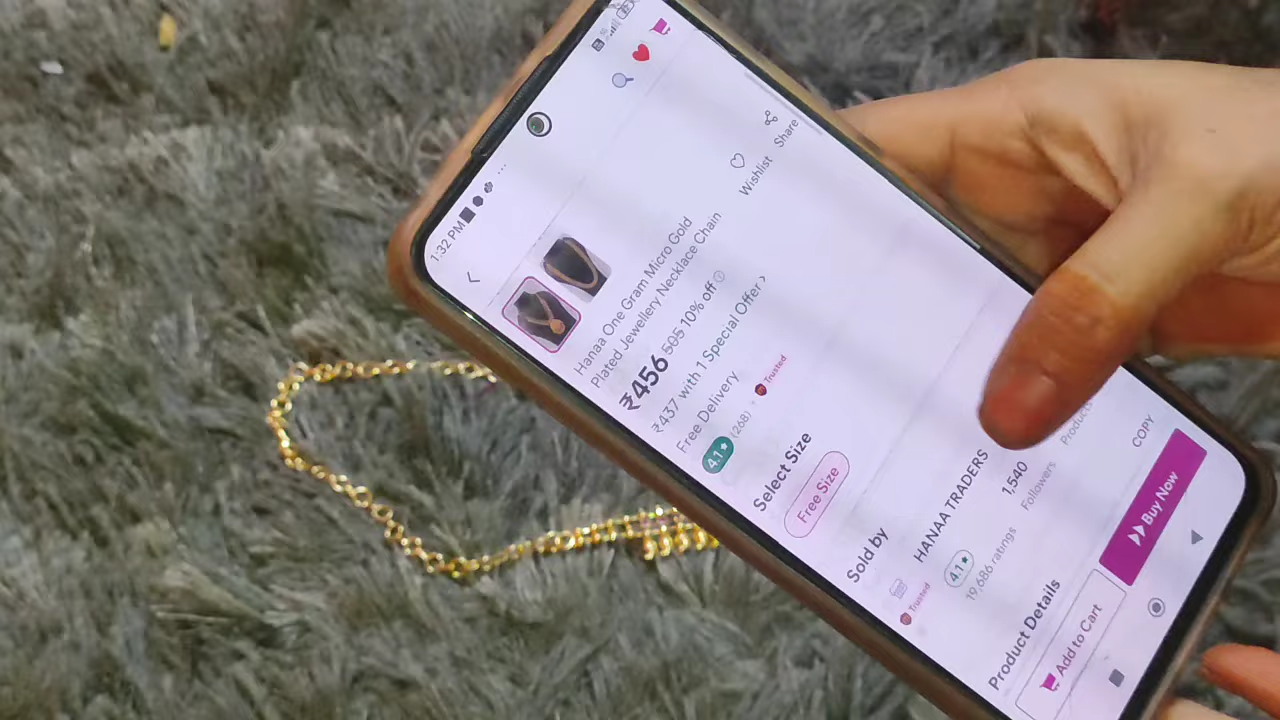 1:32 PM
Share
Wishlist
Hanaa One Gram Micro Gold
Plated Jewellery Necklace Chain
₹456 505 10% off
₹437 with 1 Special Offer >
Free Delivery
4.1★ (268) Trusted
Select Size
Free Size
Sold by
HANAA TRADERS
Trusted
4.1★
19,686 ratings
1,540
Followers
Products
Product Details
COPY
Add to Cart
Buy Now